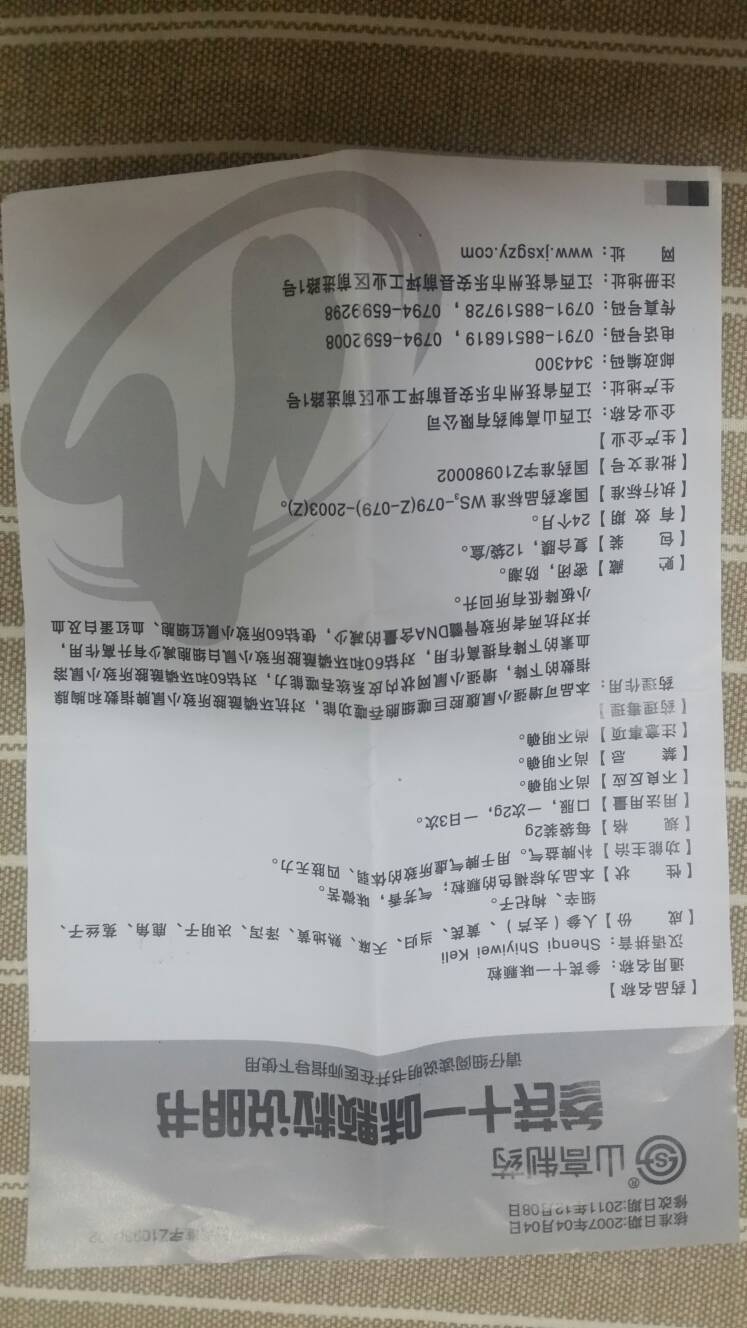 核准日期:2007年04月04日
修改日期:2011年12月08日
山高制药®
参芪十一味颗粒说明书
请仔细阅读说明书并在医师指导下使用
【药品名称】
通用名称：参芪十一味颗粒
汉语拼音：Shenqi Shiyiwei Keli
【成　　份】人参（去芦）、黄芪、当归、天麻、熟地黄、泽泻、决明子、鹿角、菟丝子、
细辛、枸杞子。
【性　　状】本品为棕褐色的颗粒；气芳香，味微苦。
【功能主治】补脾益气。用于脾气虚所致的体弱、四肢无力。
【规　　格】每袋装2g
【用法用量】口服，一次2g，一日3次。
【不良反应】尚不明确。
【禁　　忌】尚不明确。
【注意事项】尚不明确。
【药理毒理】
药理作用：本品可增强小鼠腹腔巨噬细胞吞噬功能，对抗环磷酰胺所致小鼠脾指数和胸腺
指数的下降，增强小鼠网状内皮系统吞噬能力，对钴60和环磷酰胺所致小鼠溶
血素的下降有提高作用，对钴60和环磷酰胺所致小鼠白细胞减少有升高作用，
并对抗两者所致骨髓DNA含量的减少，使钴60所致小鼠红细胞、血红蛋白及血
小板降低有所回升。
【贮　　藏】密闭，防潮。
【包　　装】复合膜，12袋/盒。
【有 效 期】24个月。
【执行标准】国家药品标准 WS₃-079(Z-079)-2003(Z)。
【批准文号】国药准字Z10980002
【生产企业】
企业名称：江西山高制药有限公司
生产地址：江西省抚州市乐安县前坪工业区前进路1号
邮政编码：344300
电话号码：0791-88516819，0794-6592008
传真号码：0791-88519728，0794-6599298
注册地址：江西省抚州市乐安县前坪工业区前进路1号
网　　址：www.jxsgzy.com